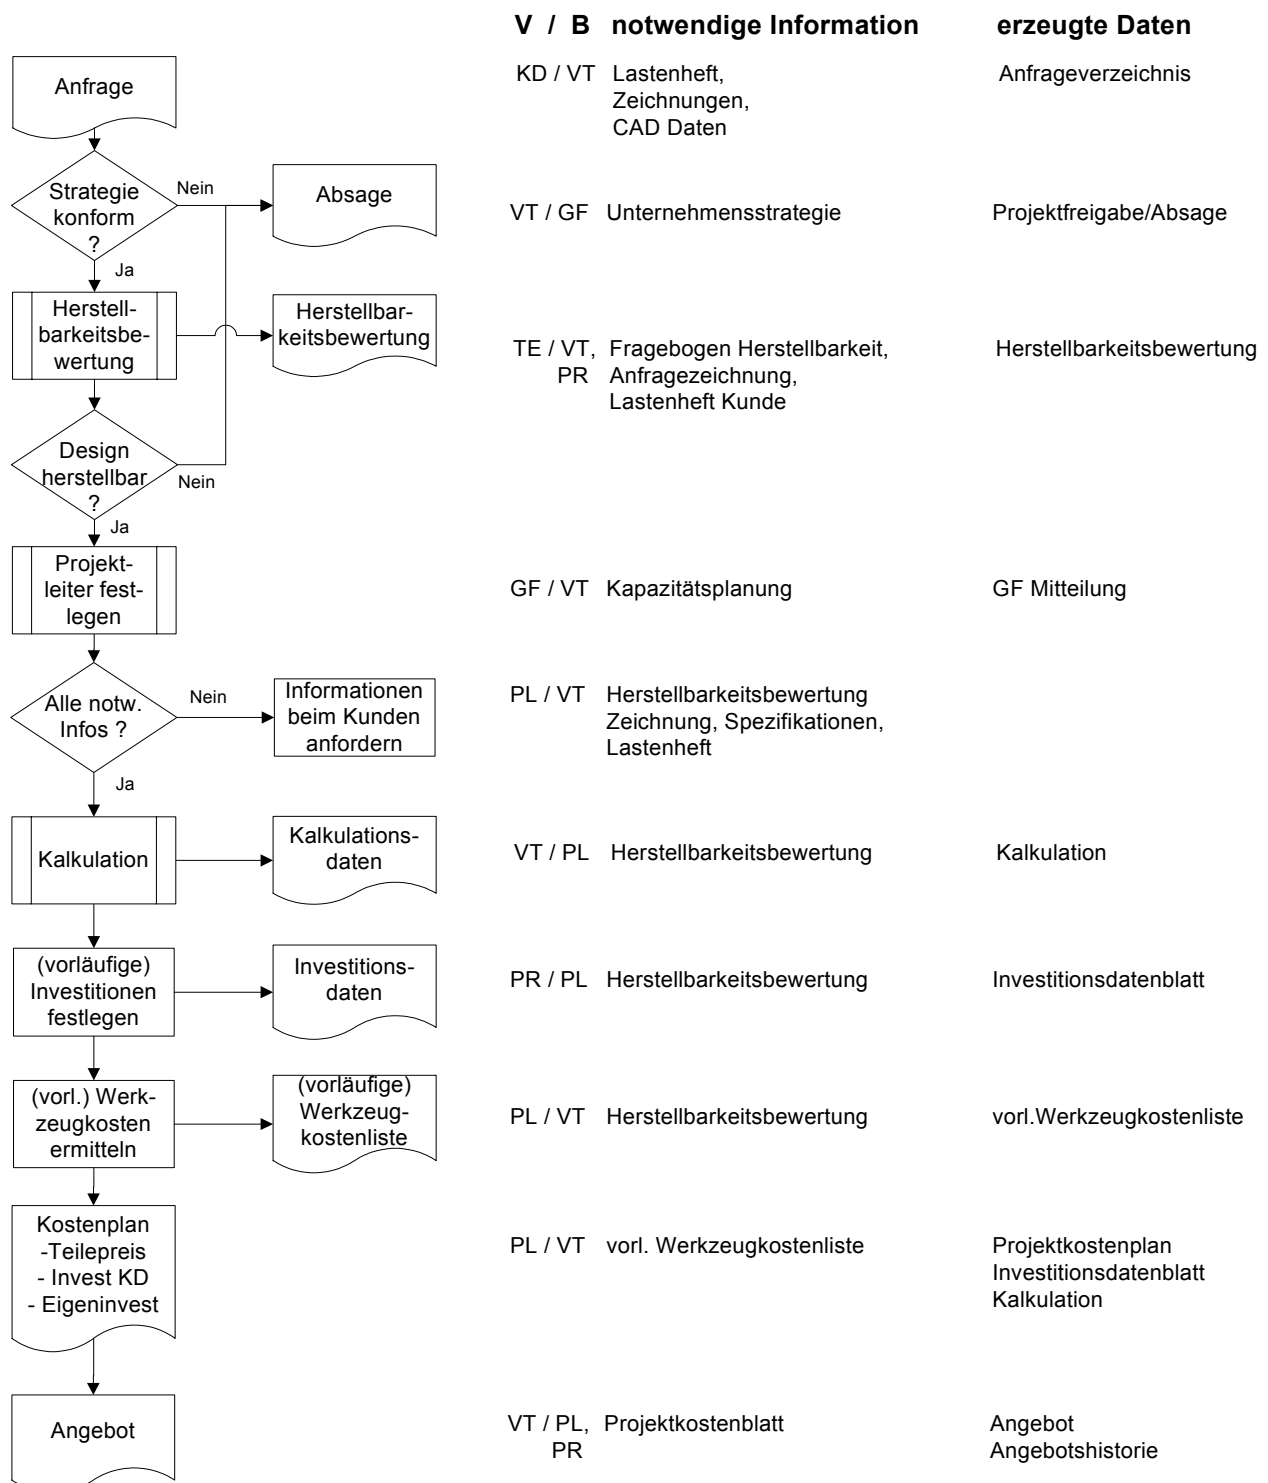 V / B notwendige Information erzeugte Daten
Anfrage
KD / VT Lastenheft,
Zeichnungen,
CAD Daten
Anfrageverzeichnis
Strategie
konform
?
Nein
Ja
Absage
VT / GF Unternehmensstrategie
Projektfreigabe/Absage
Herstell-
barkeitsbe-
wertung
Herstellbar-
keitsbewertung
TE / VT, Fragebogen Herstellbarkeit,
PR Anfragezeichnung,
Lastenheft Kunde
Herstellbarkeitsbewertung
Design
herstellbar
?
Nein
Ja
Projekt-
leiter fest-
legen
GF / VT Kapazitätsplanung
GF Mitteilung
Alle notw.
Infos ?
Nein
Ja
Informationen
beim Kunden
anfordern
PL / VT Herstellbarkeitsbewertung
Zeichnung, Spezifikationen,
Lastenheft
Kalkulation
Kalkulations-
daten
VT / PL Herstellbarkeitsbewertung
Kalkulation
(vorläufige)
Investitionen
festlegen
Investitions-
daten
PR / PL Herstellbarkeitsbewertung
Investitionsdatenblatt
(vorl.) Werk-
zeugkosten
ermitteln
(vorläufige)
Werkzeug-
kostenliste
PL / VT Herstellbarkeitsbewertung
vorl.Werkzeugkostenliste
Kostenplan
-Teilepreis
- Invest KD
- Eigeninvest
PL / VT vorl. Werkzeugkostenliste
Projektkostenplan
Investitionsdatenblatt
Kalkulation
Angebot
VT / PL, Projektkostenblatt
PR
Angebot
Angebotshistorie